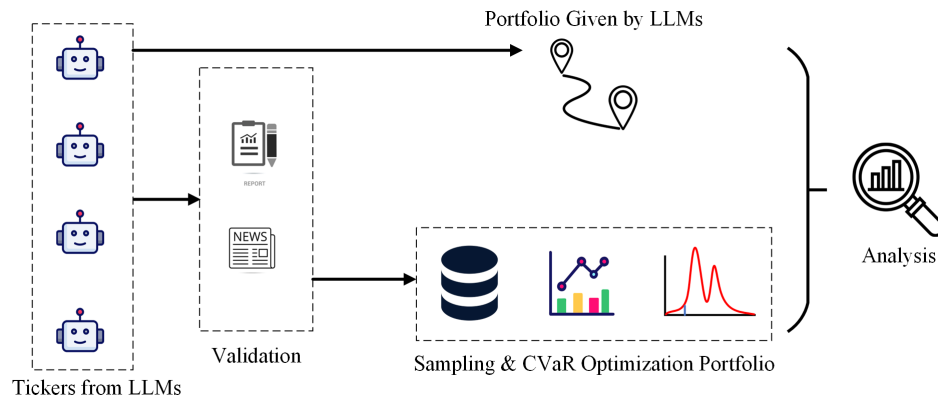 Portfolio Given by LLMs
REPORT
NEWS
Analysis
Validation
Sampling & CVaR Optimization Portfolio
Tickers from LLMs